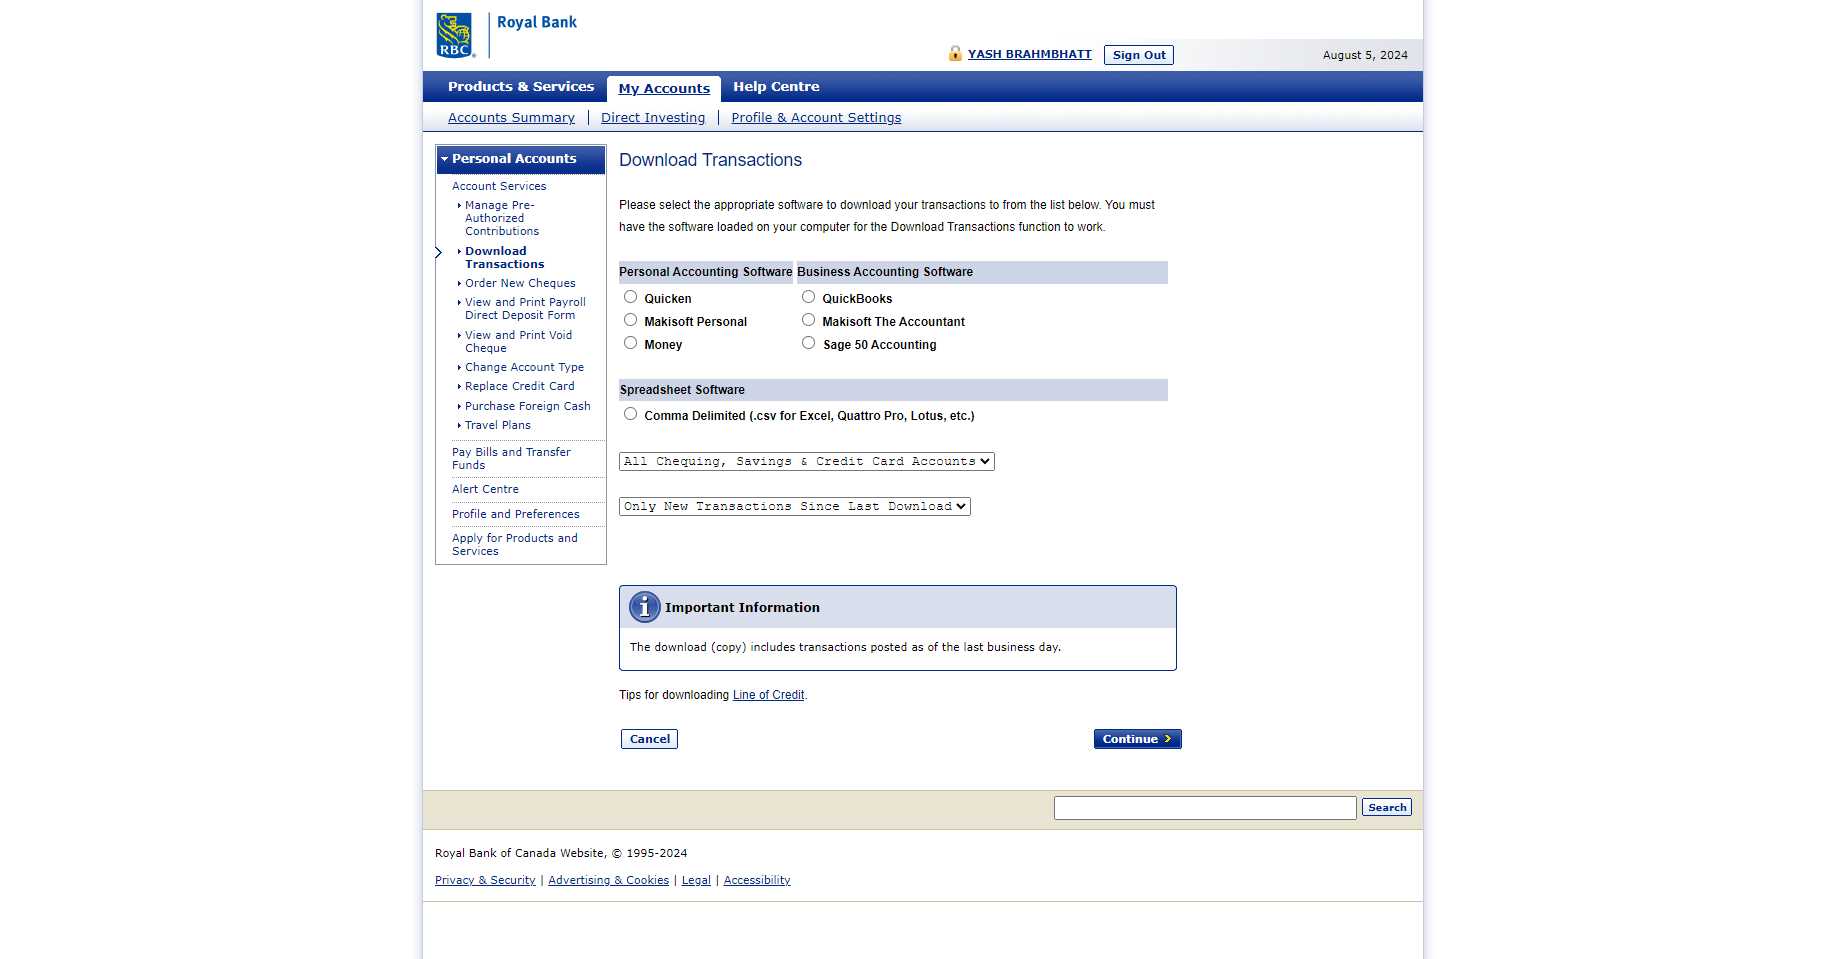 RBC
Royal Bank
YASH BRAHMBHATT
Sign Out
August 5, 2024
Products & Services
My Accounts
Help Centre
Accounts Summary
Direct Investing
Profile & Account Settings
Personal Accounts
Account Services
Manage Pre-
Authorized
Contributions
Download
Transactions
Order New Cheques
View and Print Payroll
Direct Deposit Form
View and Print Void
Cheque
Change Account Type
Replace Credit Card
Purchase Foreign Cash
Travel Plans
Pay Bills and Transfer
Funds
Alert Centre
Profile and Preferences
Apply for Products and
Services
Download Transactions
Please select the appropriate software to download your transactions to from the list below. You must
have the software loaded on your computer for the Download Transactions function to work.
Personal Accounting Software
Business Accounting Software
Quicken
QuickBooks
Makisoft Personal
Makisoft The Accountant
Money
Sage 50 Accounting
Spreadsheet Software
Comma Delimited (.csv for Excel, Quattro Pro, Lotus, etc.)
All Chequing, Savings & Credit Card Accounts
Only New Transactions Since Last Download
Important Information
The download (copy) includes transactions posted as of the last business day.
Tips for downloading Line of Credit.
Cancel
Continue
Search
Royal Bank of Canada Website, © 1995-2024
Privacy & Security | Advertising & Cookies | Legal | Accessibility